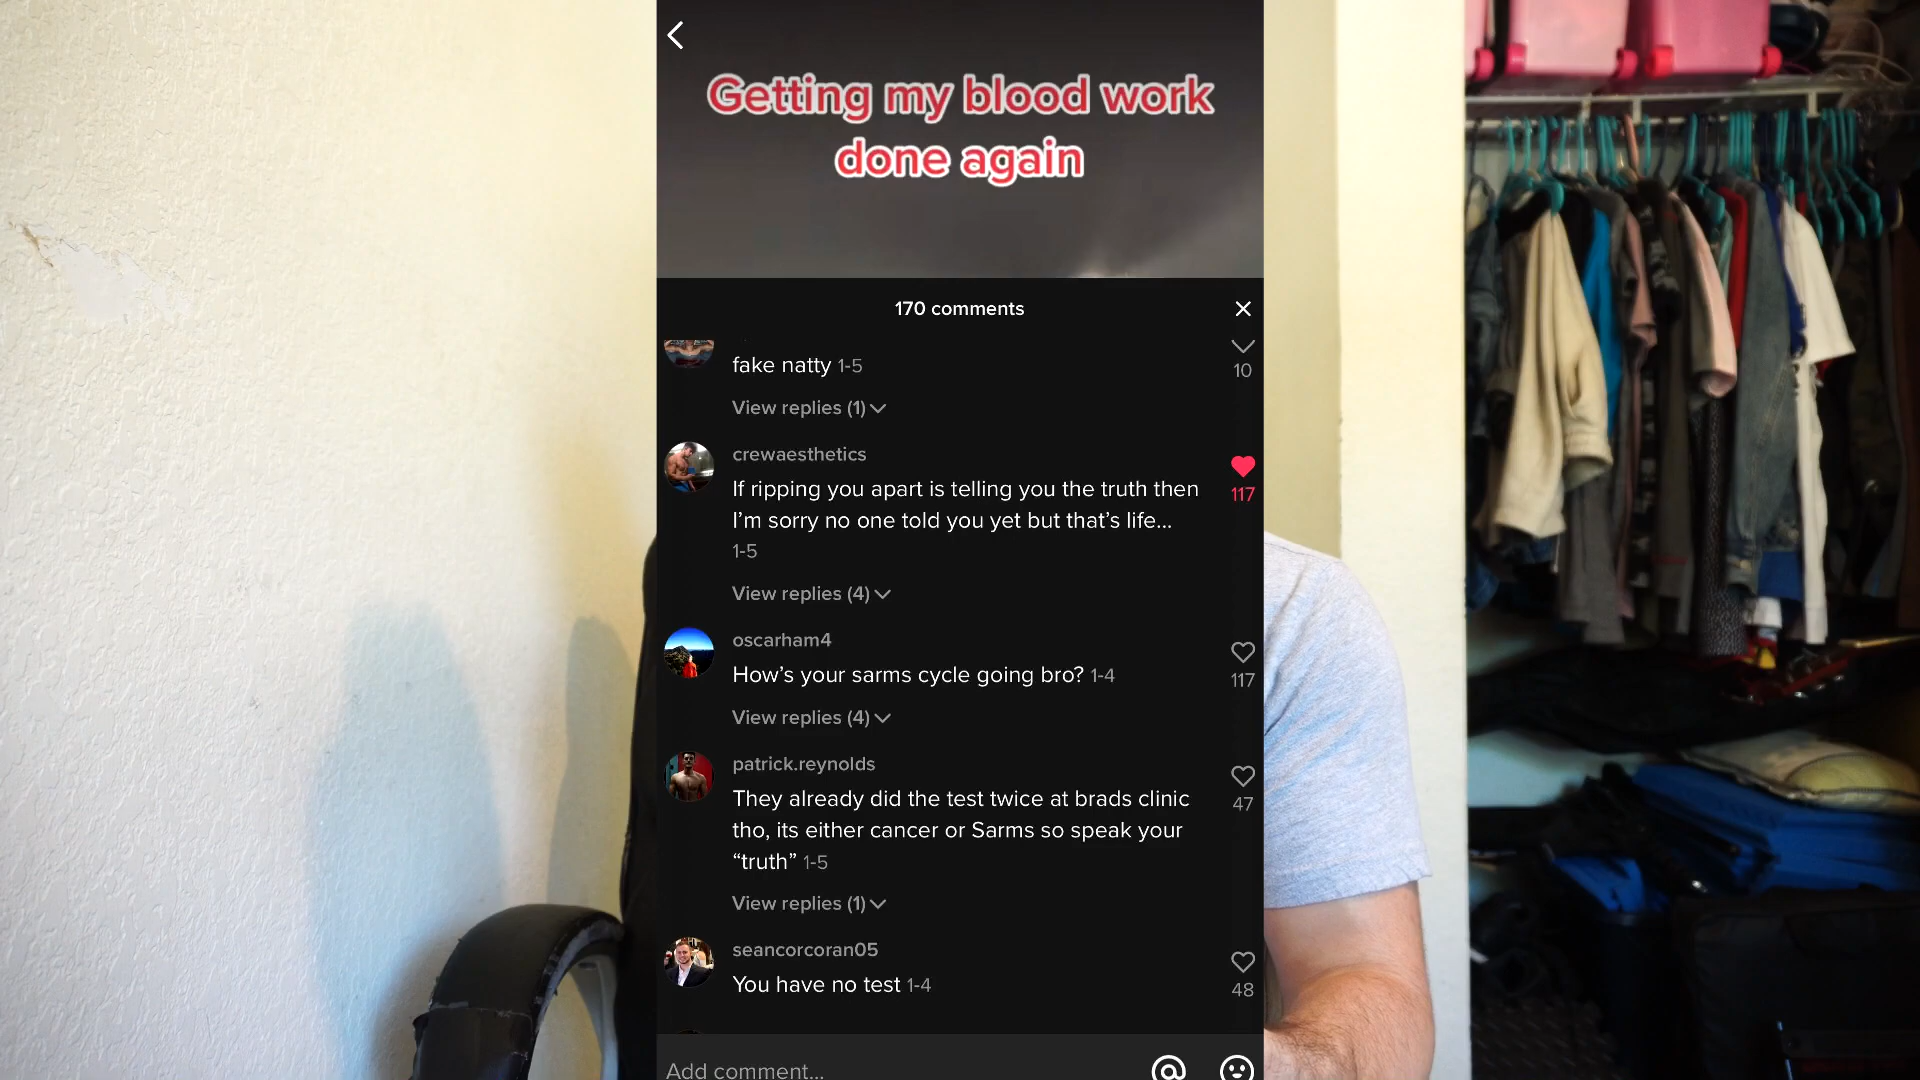 Getting my blood work
done again
170 comments
fake natty 1-5
10
View replies (1)
crewaesthetics
If ripping you apart is telling you the truth then
I'm sorry no one told you yet but that's life...
1-5
117
View replies (4)
oscarham4
How's your sarms cycle going bro? 1-4
117
View replies (4)
patrick.reynolds
They already did the test twice at brads clinic
tho, its either cancer or Sarms so speak your
“truth” 1-5
47
View replies (1)
seancorcoran05
You have no test 1-4
48
Add comment...